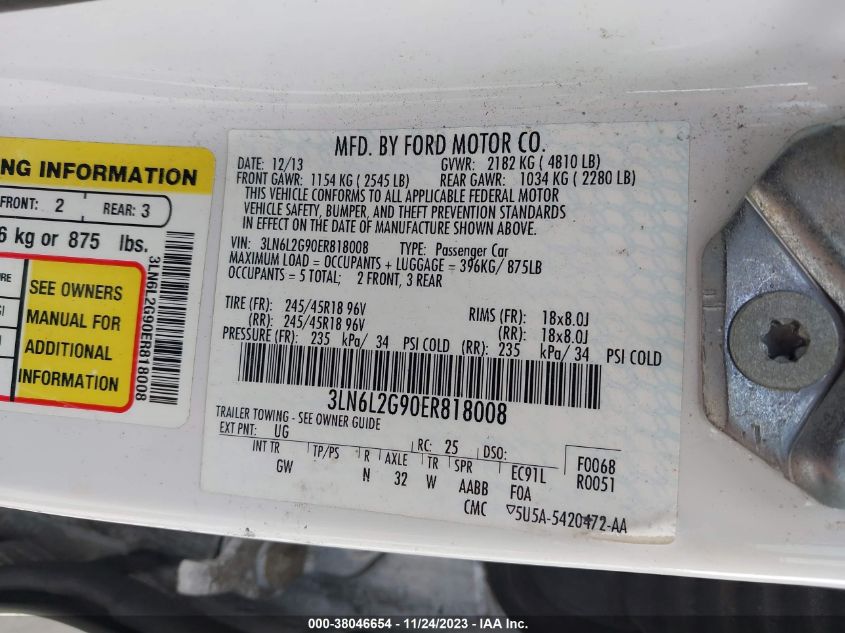 NG INFORMATION
FRONT: 2
REAR: 3
6 kg or 875 lbs.
SEE OWNERS
MANUAL FOR
ADDITIONAL
INFORMATION
3LN6L2G90ER818008
MFD. BY FORD MOTOR CO.
DATE: 12/13
GVWR: 2182 KG ( 4810 LB)
FRONT GAWR: 1154 KG ( 2545 LB)
REAR GAWR: 1034 KG ( 2280 LB)
THIS VEHICLE CONFORMS TO ALL APPLICABLE FEDERAL MOTOR
VEHICLE SAFETY, BUMPER, AND THEFT PREVENTION STANDARDS
IN EFFECT ON THE DATE OF MANUFACTURE SHOWN ABOVE.
VIN: 3LN6L2G90ER818008 TYPE: Passenger Car
MAXIMUM LOAD = OCCUPANTS + LUGGAGE = 396KG/ 875LB
OCCUPANTS = 5 TOTAL; 2 FRONT, 3 REAR
TIRE (FR): 245/45R18 96V RIMS (FR): 18x8.0J
(RR): 245/45R18 96V (RR): 18x8.0J
PRESSURE (FR): 235 kPa/ 34 PSI COLD (RR): 235 kPa/ 34 PSI COLD
3LN6L2G90ER818008
TRAILER TOWING - SEE OWNER GUIDE
EXT PNT: UG RC: 25 DSO:
F0068
R0051
INT TR TP/PS R AXLE TR SPR EC91L
GW N 32 W AABB FOA
CMC ▽5U5A-5420472-AA
000-38046654 - 11/24/2023 - IAA Inc.